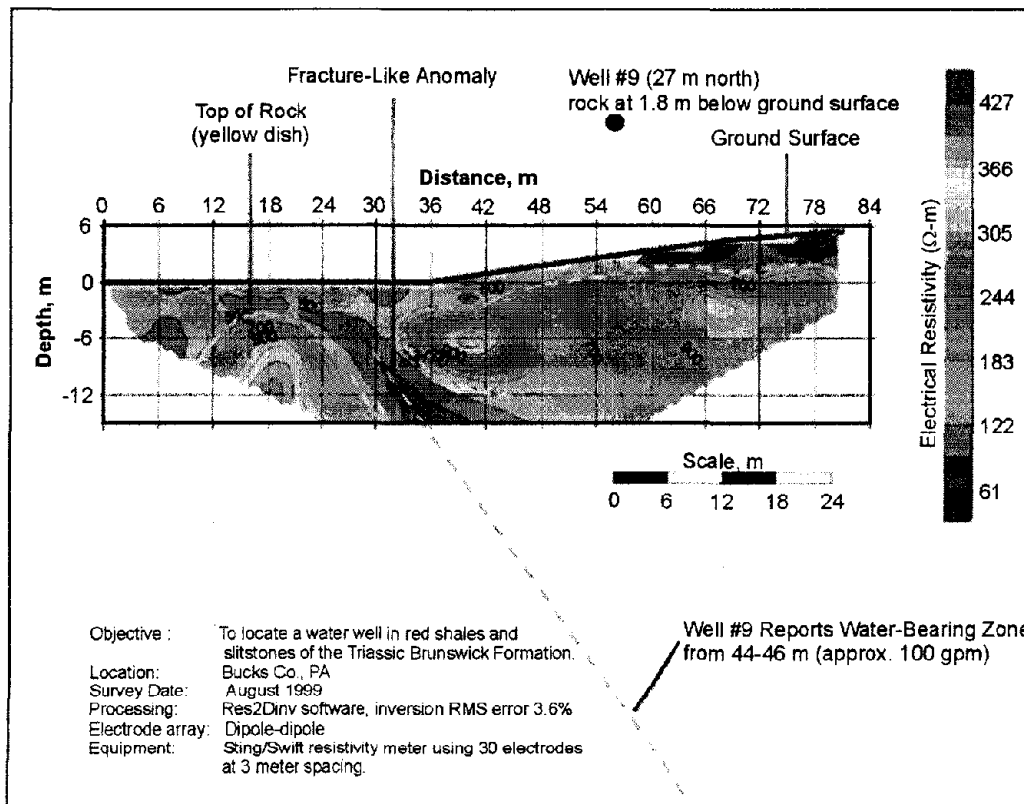 Fracture-Like Anomaly
Well #9 (27 m north)
rock at 1.8 m below ground surface
Top of Rock
(yellow dish)
Ground Surface
Distance, m
0 6 12 18 24 30 36 42 48 54 60 66 72 78 84
Depth, m
6
0
-6
-12
Electrical Resistivity (Ω-m)
427
366
305
244
183
122
61
Scale, m
0 6 12 18 24
Objective : To locate a water well in red shales and
slitstones of the Triassic Brunswick Formation.
Location: Bucks Co., PA
Survey Date: August 1999
Processing: Res2Dinv software, inversion RMS error 3.6%
Electrode array: Dipole-dipole
Equipment: Sting/Swift resistivity meter using 30 electrodes
at 3 meter spacing.
Well #9 Reports Water-Bearing Zone
from 44-46 m (approx. 100 gpm)